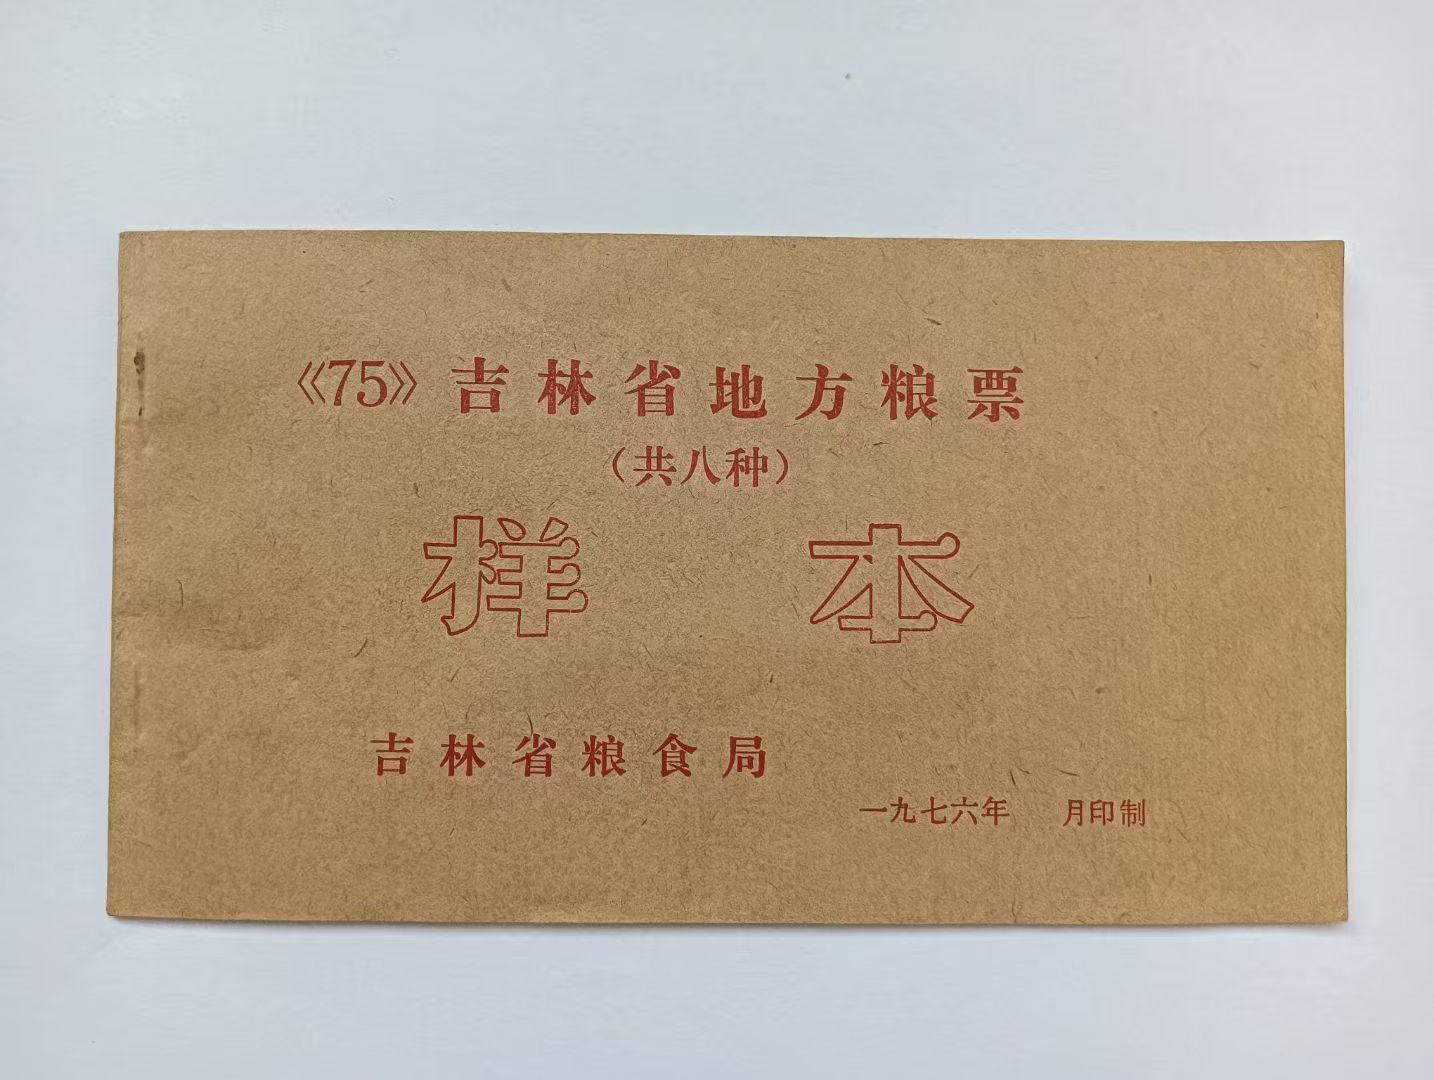 《75》吉林省地方粮票
（共八种）
样本
吉林省粮食局
一九七六年 月印制